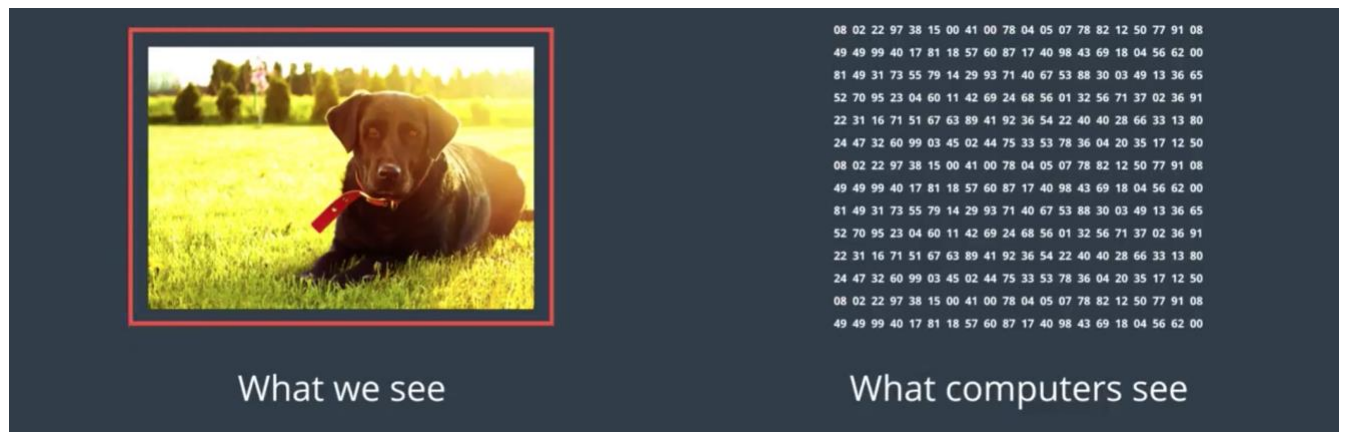 08 02 22 97 38 15 00 41 00 78 04 05 07 78 82 12 50 77 91 08
49 49 99 40 17 81 18 57 60 87 17 40 98 43 69 18 04 56 62 00
81 49 31 73 55 79 14 29 93 71 40 67 53 88 30 03 49 13 36 65
52 70 95 23 04 60 11 42 69 24 68 56 01 32 56 71 37 02 36 91
22 31 16 71 51 67 63 89 41 92 36 54 22 40 40 28 66 33 13 80
24 47 32 60 99 03 45 02 44 75 33 53 78 36 04 20 35 17 12 50
08 02 22 97 38 15 00 41 00 78 04 05 07 78 82 12 50 77 91 08
49 49 99 40 17 81 18 57 60 87 17 40 98 43 69 18 04 56 62 00
81 49 31 73 55 79 14 29 93 71 40 67 53 88 30 03 49 13 36 65
52 70 95 23 04 60 11 42 69 24 68 56 01 32 56 71 37 02 36 91
22 31 16 71 51 67 63 89 41 92 36 54 22 40 40 28 66 33 13 80
24 47 32 60 99 03 45 02 44 75 33 53 78 36 04 20 35 17 12 50
08 02 22 97 38 15 00 41 00 78 04 05 07 78 82 12 50 77 91 08
49 49 99 40 17 81 18 57 60 87 17 40 98 43 69 18 04 56 62 00
What we see
What computers see